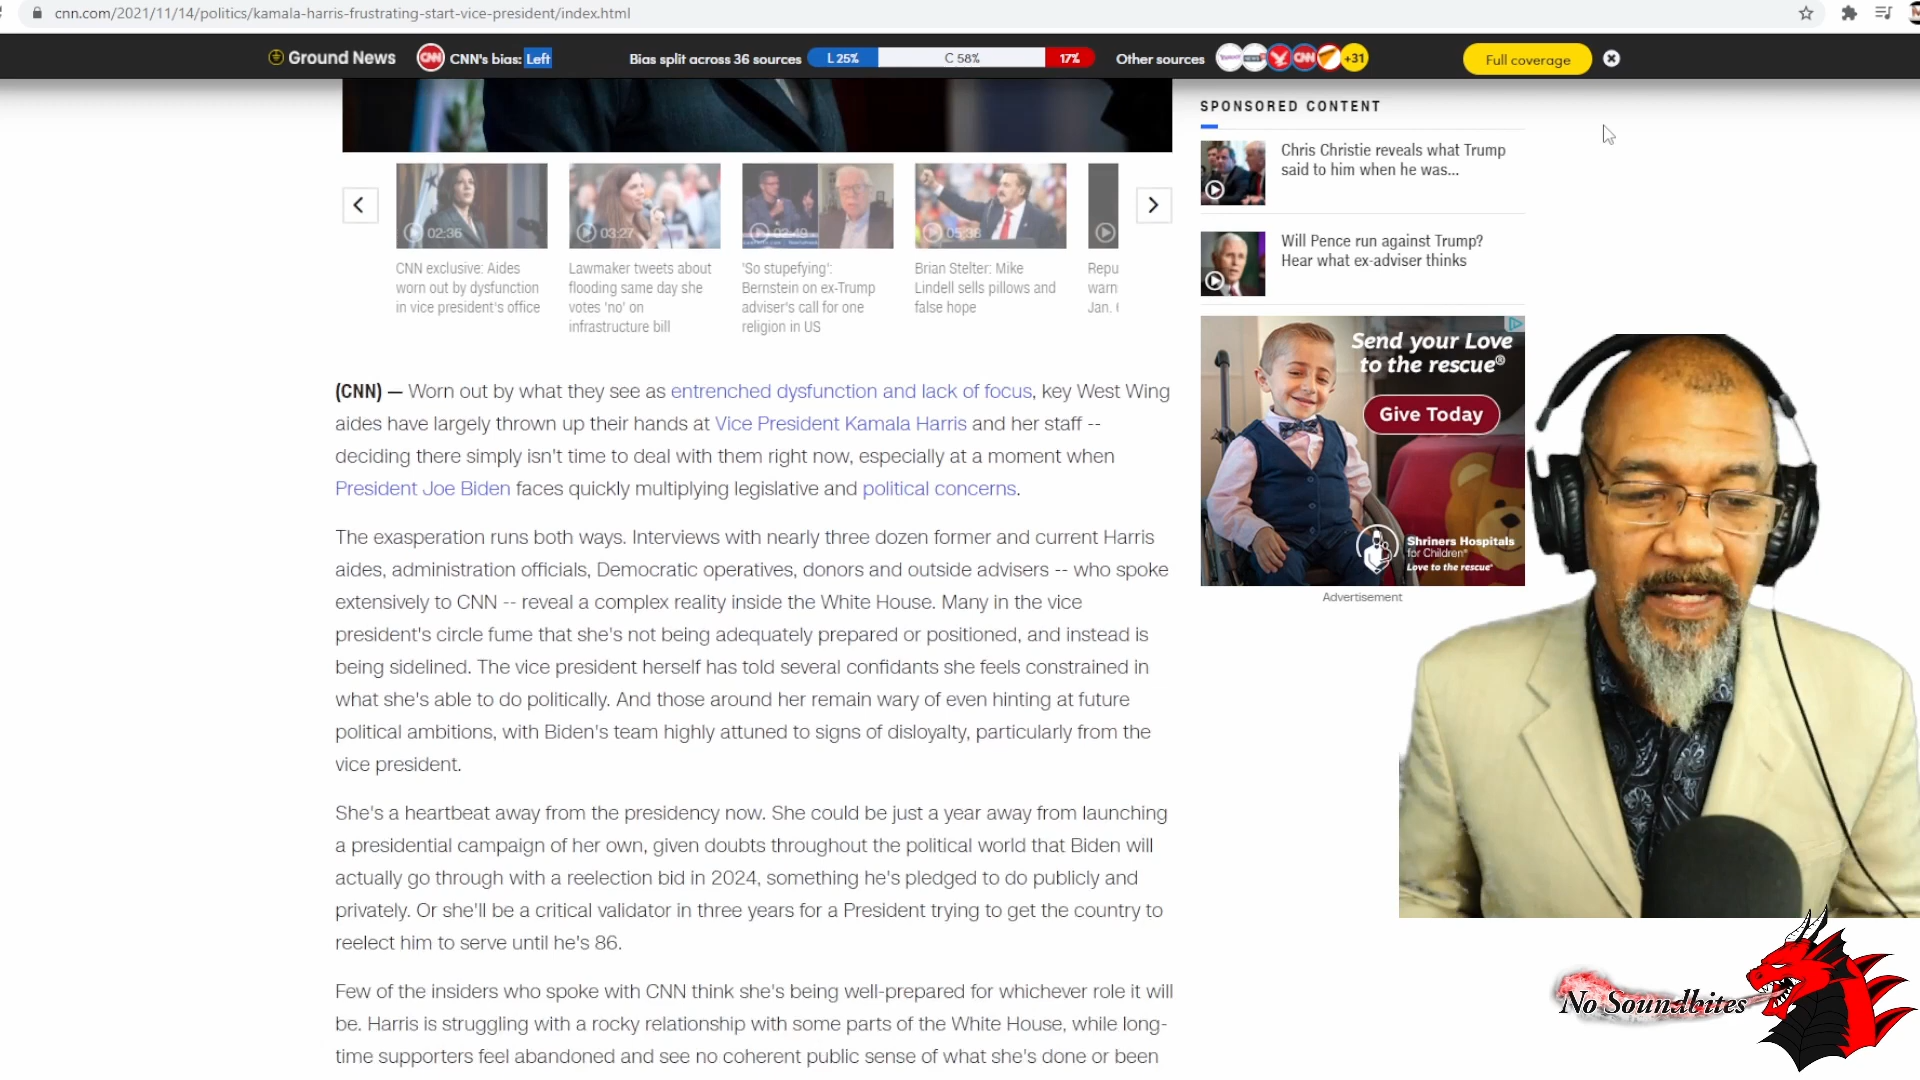 cnn.com/2021/11/14/politics/kamala-harris-frustrating-start-vice-president/index.html
Ground News
CNN
CNN's bias: Left
Bias split across 36 sources
L 25%
C 58%
17%
Other sources
CNN
+31
Full coverage
SPONSORED CONTENT
Chris Christie reveals what Trump
said to him when he was...
Will Pence run against Trump?
Hear what ex-adviser thinks
02:36
03:27
02:49
05:36
CNN exclusive: Aides
worn out by dysfunction
in vice president's office
Lawmaker tweets about
flooding same day she
votes 'no' on
infrastructure bill
'So stupefying':
Bernstein on ex-Trump
adviser's call for one
religion in US
Brian Stelter: Mike
Lindell sells pillows and
false hope
Repu
warn
Jan.
Send your Love
to the rescue®
Give Today
Shriners Hospitals
for Children®
Love to the rescue®
Advertisement
(CNN) — Worn out by what they see as entrenched dysfunction and lack of focus, key West Wing
aides have largely thrown up their hands at Vice President Kamala Harris and her staff --
deciding there simply isn't time to deal with them right now, especially at a moment when
President Joe Biden faces quickly multiplying legislative and political concerns.
The exasperation runs both ways. Interviews with nearly three dozen former and current Harris
aides, administration officials, Democratic operatives, donors and outside advisers -- who spoke
extensively to CNN -- reveal a complex reality inside the White House. Many in the vice
president's circle fume that she's not being adequately prepared or positioned, and instead is
being sidelined. The vice president herself has told several confidants she feels constrained in
what she's able to do politically. And those around her remain wary of even hinting at future
political ambitions, with Biden's team highly attuned to signs of disloyalty, particularly from the
vice president.
She's a heartbeat away from the presidency now. She could be just a year away from launching
a presidential campaign of her own, given doubts throughout the political world that Biden will
actually go through with a reelection bid in 2024, something he's pledged to do publicly and
privately. Or she'll be a critical validator in three years for a President trying to get the country to
reelect him to serve until he's 86.
Few of the insiders who spoke with CNN think she's being well-prepared for whichever role it will
be. Harris is struggling with a rocky relationship with some parts of the White House, while long-
time supporters feel abandoned and see no coherent public sense of what she's done or been
No Soundbites